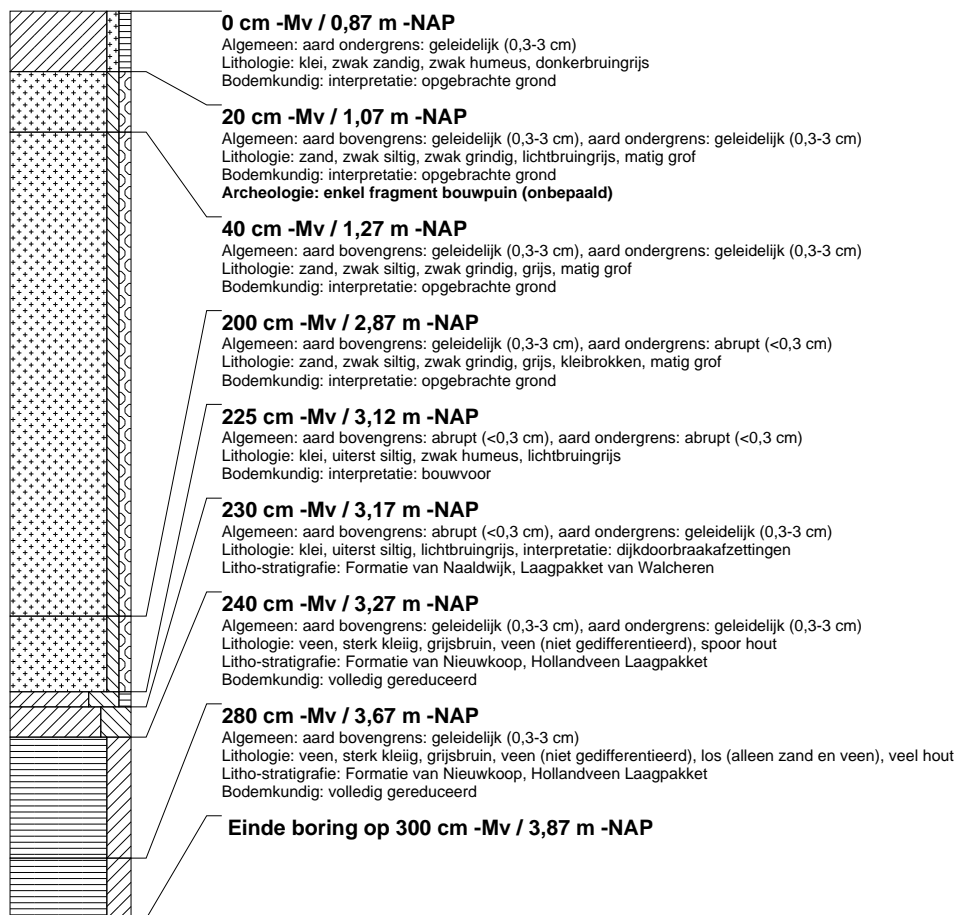 0 cm -Mv / 0,87 m -NAP
Algemeen: aard ondergrens: geleidelijk (0,3-3 cm)
Lithologie: klei, zwak zandig, zwak humeus, donkerbruingrijs
Bodemkundig: interpretatie: opgebrachte grond
20 cm -Mv / 1,07 m -NAP
Algemeen: aard bovengrens: geleidelijk (0,3-3 cm), aard ondergrens: geleidelijk (0,3-3 cm)
Lithologie: zand, zwak siltig, zwak grindig, lichtbruingrijs, matig grof
Bodemkundig: interpretatie: opgebrachte grond
Archeologie: enkel fragment bouwpuin (onbepaald)
40 cm -Mv / 1,27 m -NAP
Algemeen: aard bovengrens: geleidelijk (0,3-3 cm), aard ondergrens: geleidelijk (0,3-3 cm)
Lithologie: zand, zwak siltig, zwak grindig, grijs, matig grof
Bodemkundig: interpretatie: opgebrachte grond
200 cm -Mv / 2,87 m -NAP
Algemeen: aard bovengrens: geleidelijk (0,3-3 cm), aard ondergrens: abrupt (<0,3 cm)
Lithologie: zand, zwak siltig, zwak grindig, grijs, kleibrokken, matig grof
Bodemkundig: interpretatie: opgebrachte grond
225 cm -Mv / 3,12 m -NAP
Algemeen: aard bovengrens: abrupt (<0,3 cm), aard ondergrens: abrupt (<0,3 cm)
Lithologie: klei, uiterst siltig, zwak humeus, lichtbruingrijs
Bodemkundig: interpretatie: bouwvoor
230 cm -Mv / 3,17 m -NAP
Algemeen: aard bovengrens: abrupt (<0,3 cm), aard ondergrens: geleidelijk (0,3-3 cm)
Lithologie: klei, uiterst siltig, lichtbruingrijs, interpretatie: dijkdoorbraakafzettingen
Litho-stratigrafie: Formatie van Naaldwijk, Laagpakket van Walcheren
240 cm -Mv / 3,27 m -NAP
Algemeen: aard bovengrens: geleidelijk (0,3-3 cm), aard ondergrens: geleidelijk (0,3-3 cm)
Lithologie: veen, sterk kleiig, grijsbruin, veen (niet gedifferentieerd), spoor hout
Litho-stratigrafie: Formatie van Nieuwkoop, Hollandveen Laagpakket
Bodemkundig: volledig gereduceerd
280 cm -Mv / 3,67 m -NAP
Algemeen: aard bovengrens: geleidelijk (0,3-3 cm)
Lithologie: veen, sterk kleiig, grijsbruin, veen (niet gedifferentieerd), los (alleen zand en veen), veel hout
Litho-stratigrafie: Formatie van Nieuwkoop, Hollandveen Laagpakket
Bodemkundig: volledig gereduceerd
Einde boring op 300 cm -Mv / 3,87 m -NAP